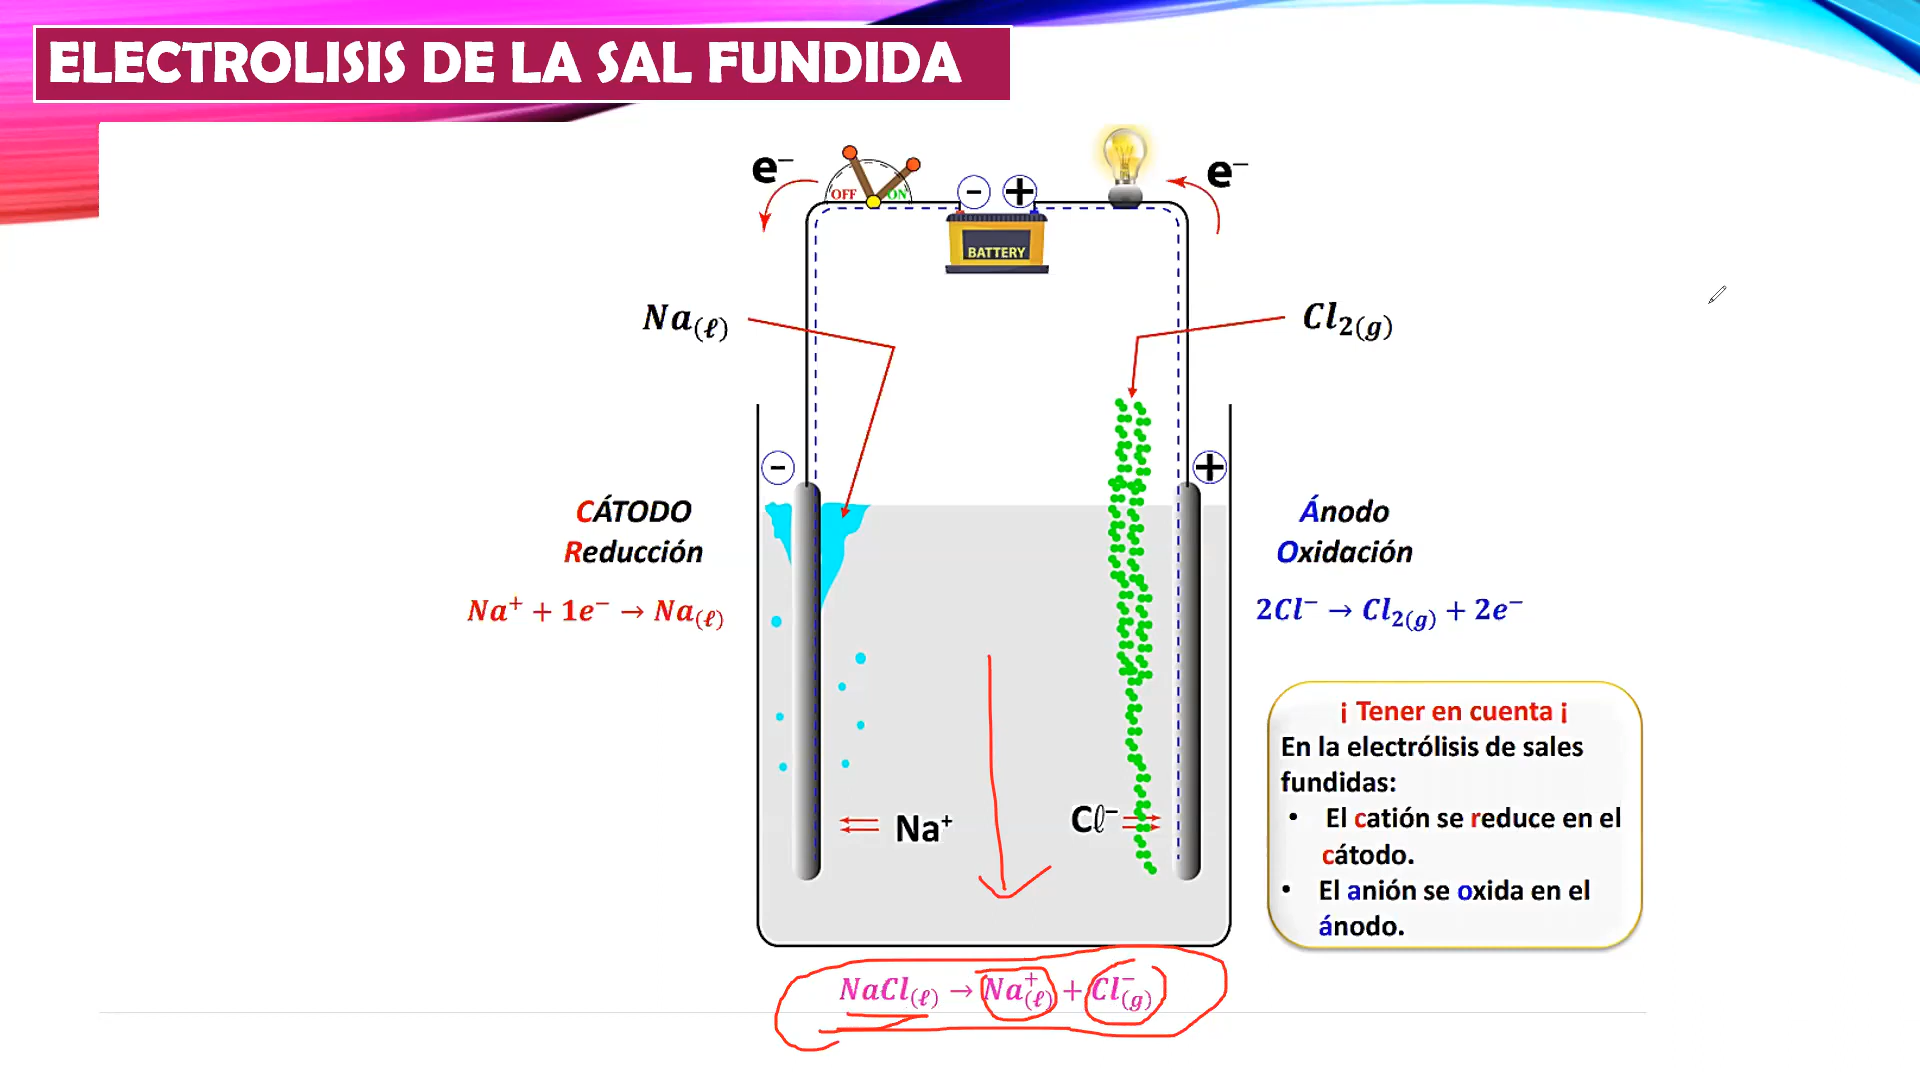 ELECTROLISIS DE LA SAL FUNDIDA
e⁻
OFF ON
- +
e⁻
BATTERY
Na(ℓ)
Cl2(g)
- +
CÁTODO
Reducción
Na⁺ + 1e⁻ → Na(ℓ)
Ánodo
Oxidación
2Cl⁻ → Cl2(g) + 2e⁻
Na⁺
Cℓ⁻
¡ Tener en cuenta ¡
En la electrólisis de sales
fundidas:
• El catión se reduce en el
cátodo.
• El anión se oxida en el
ánodo.
NaCl(ℓ) → Na⁺(ℓ) + Cl⁻(g)